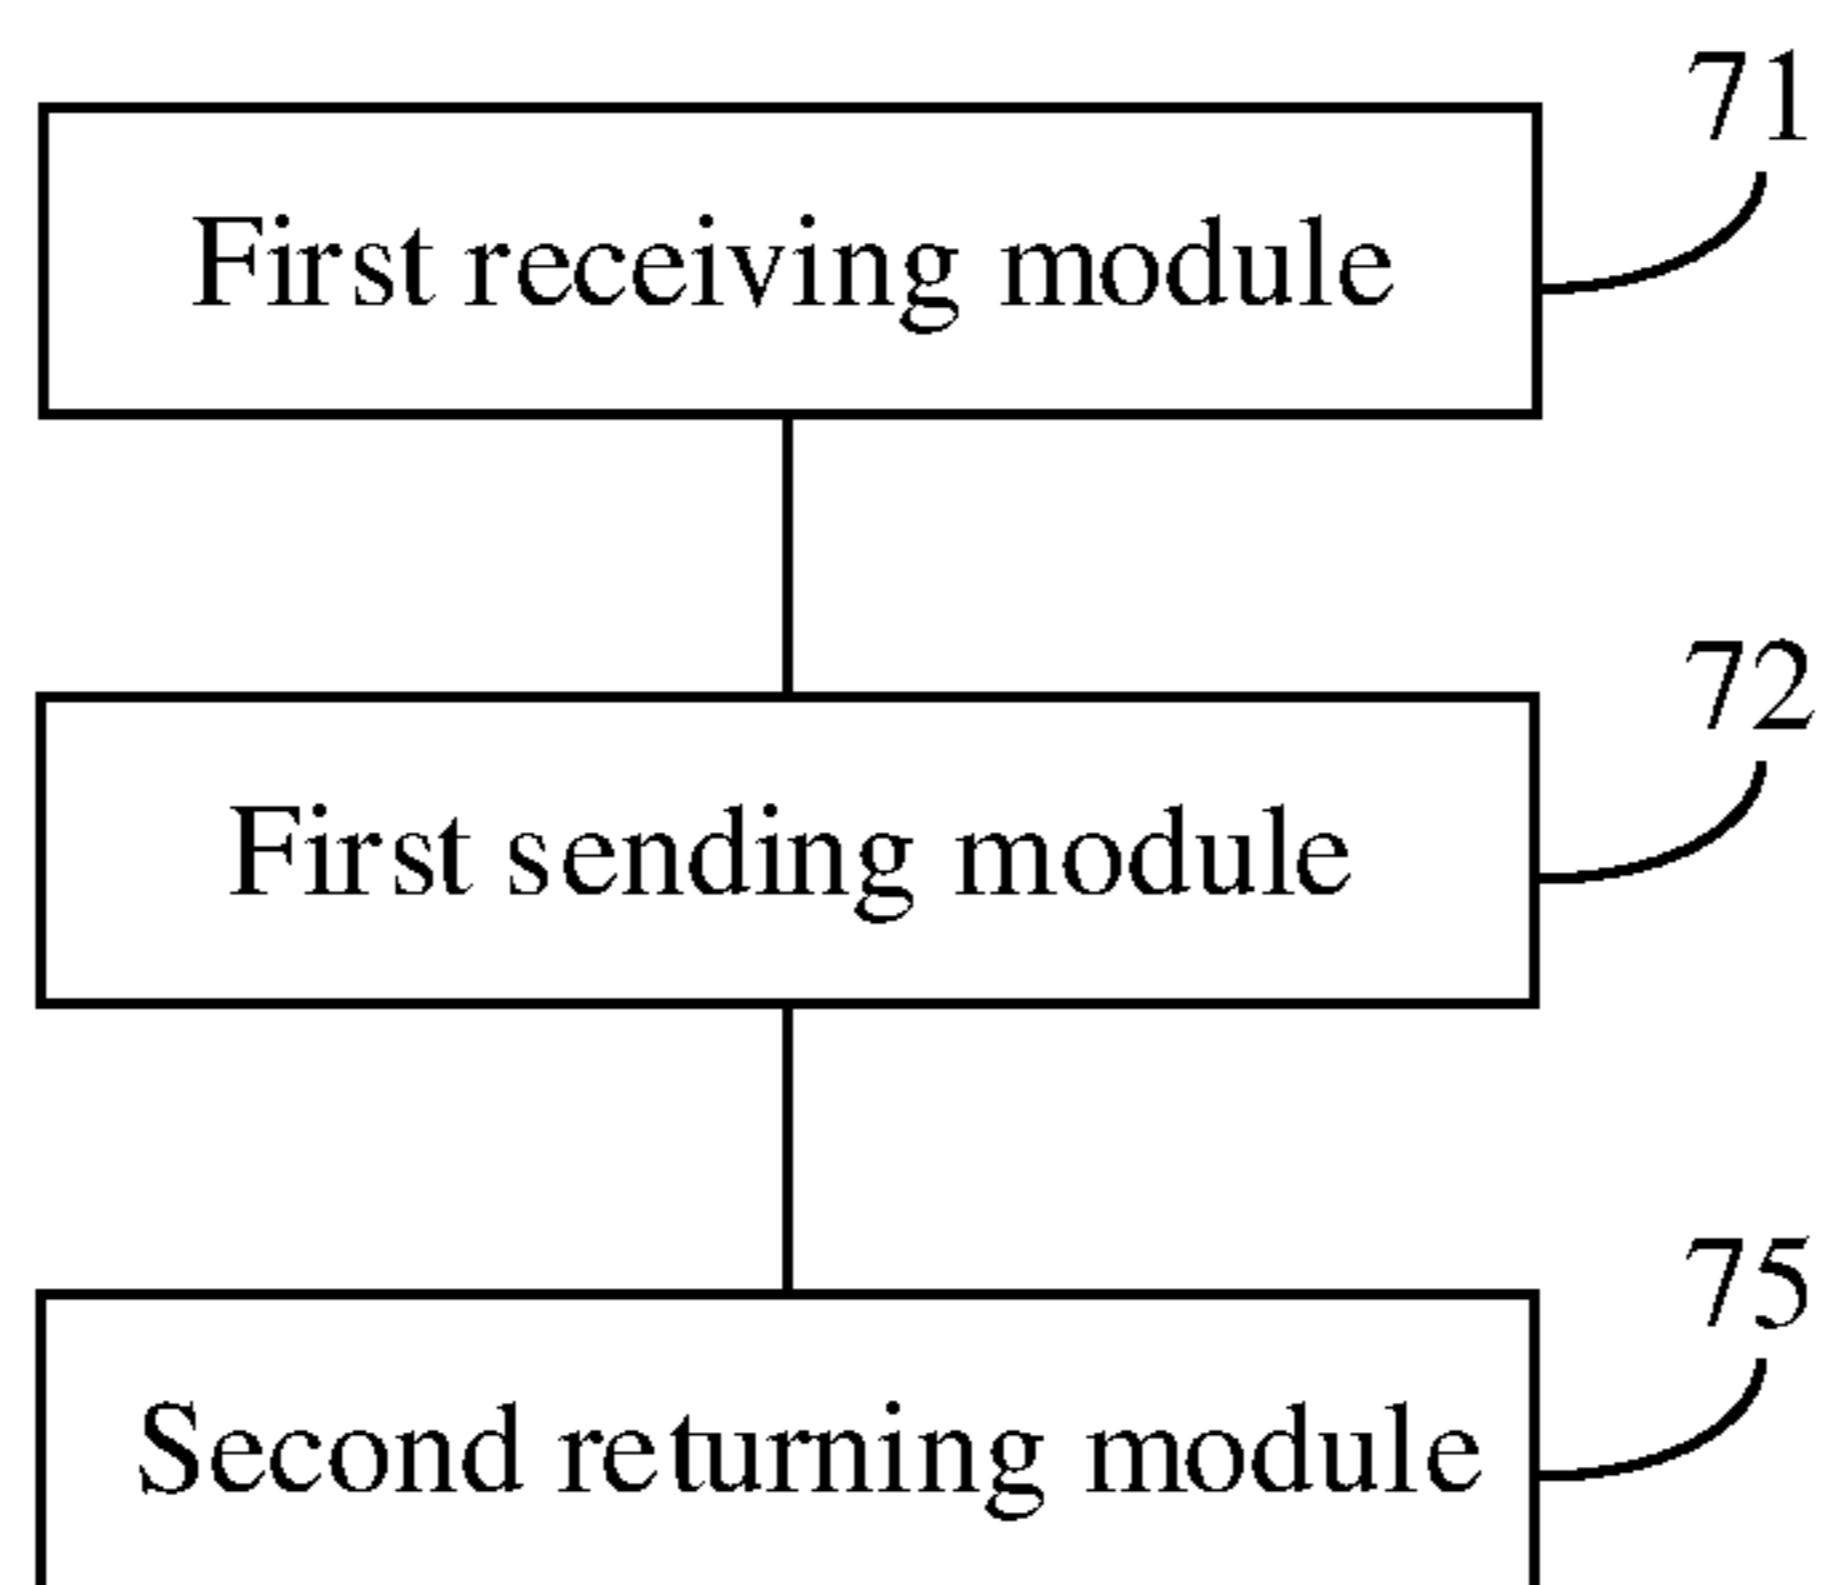 71
First receiving module
72
First sending module
75
Second returning module